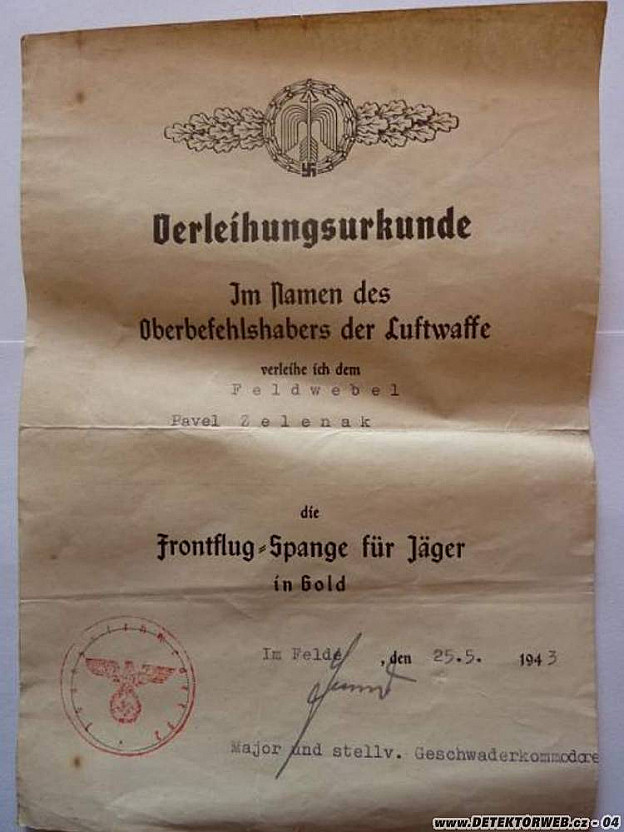 Verleihungsurkunde
Im Namen des
Oberbefehlshabers der Luftwaffe
verleihe ich dem
Feldwebel
Pavel Zelenak
die
Frontflug-Spange für Jäger
in Gold
Im Felde, den 25.5. 1943
Major und stellv. Geschwaderkommodore
www.DETEKTORWEB.cz - 04